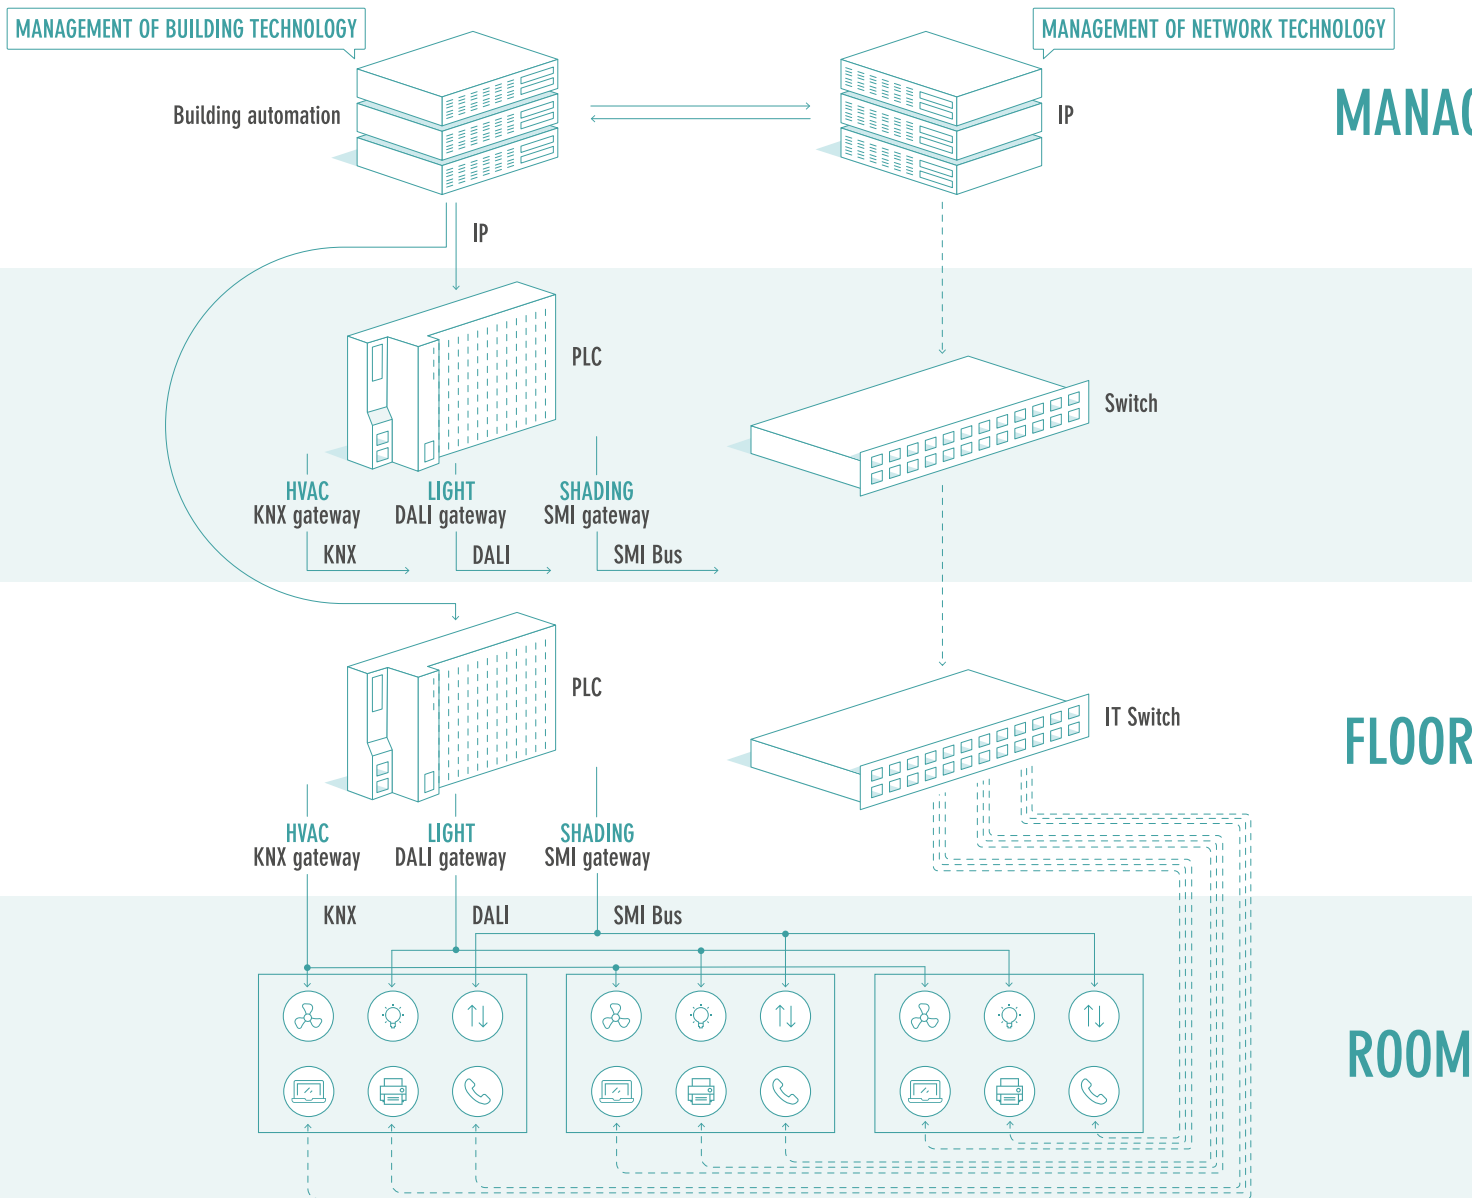 MANAGEMENT OF BUILDING TECHNOLOGY
MANAGEMENT OF NETWORK TECHNOLOGY
Building automation
IP
MANAG
IP
PLC
Switch
HVAC
KNX gateway
LIGHT
DALI gateway
SHADING
SMI gateway
KNX
DALI
SMI Bus
PLC
IT Switch
FLOOR
HVAC
KNX gateway
LIGHT
DALI gateway
SHADING
SMI gateway
KNX
DALI
SMI Bus
ROOM